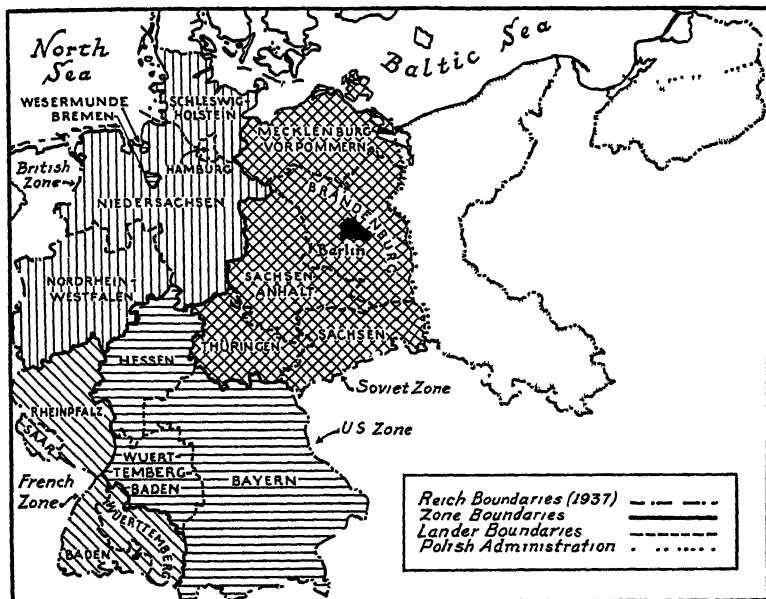 North
Sea
Baltic Sea
WESERMUNDE
BREMEN
SCHLESWIG-
HOLSTEIN
MECKLENBURG
VORPOMMERN
British
Zone
HAMBURG
NIEDERSACHSEN
BRANDENBURG
Berlin
NORDRHEIN-
WESTFALEN
SACHSEN
ANHALT
HESSEN
THÜRINGEN
SACHSEN
Soviet Zone
RHEINPFALZ
US Zone
SAAR
WUERT-
TEMBERG
BADEN
BAYERN
French
Zone
WUERTTEMBERG
BADEN
Reich Boundaries (1937)
Zone Boundaries
Lander Boundaries
Polish Administration